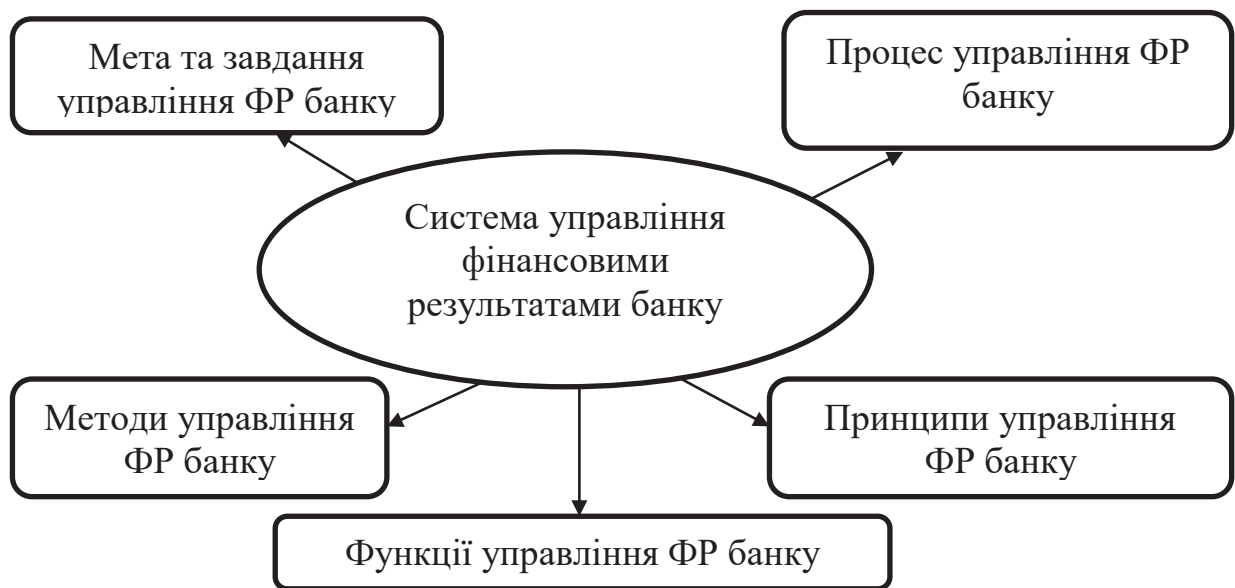 Мета та завдання
управління ФР банку
Процес управління ФР
банку
Система управління
фінансовими
результатами банку
Методи управління
ФР банку
Принципи управління
ФР банку
Функції управління ФР банку